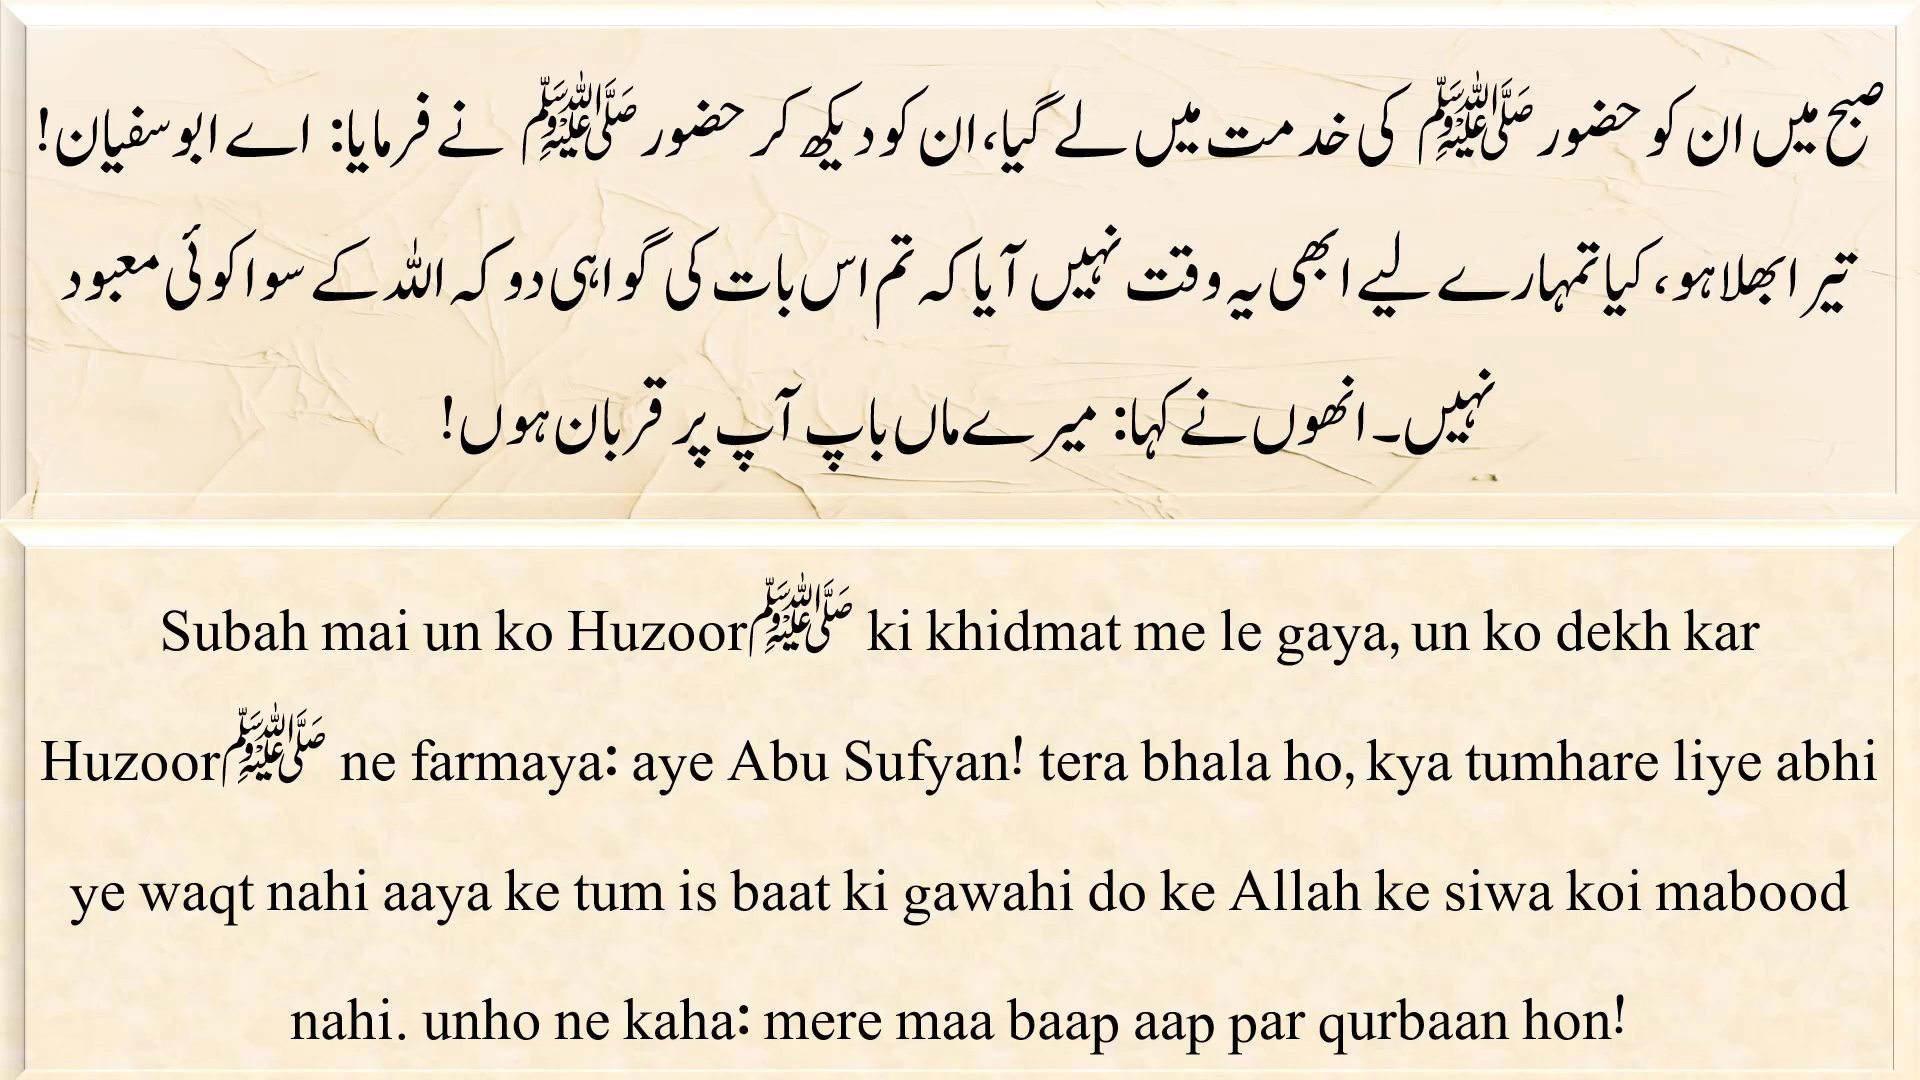 صبح میں ان کو حضور ﷺ کی خدمت میں لے گیا، ان کو دیکھ کر حضور ﷺ نے فرمایا: اے ابو سفیان!
تیرا بھلا ہو، کیا تمہارے لیے ابھی یہ وقت نہیں آیا کہ تم اس بات کی گواہی دو کہ اللہ کے سوا کوئی معبود
نہیں۔ انھوں نے کہا: میرے ماں باپ آپ پر قربان ہوں!
Subah mai un ko Huzoorﷺ ki khidmat me le gaya, un ko dekh kar
Huzoorﷺ ne farmaya: aye Abu Sufyan! tera bhala ho, kya tumhare liye abhi
ye waqt nahi aaya ke tum is baat ki gawahi do ke Allah ke siwa koi mabood
nahi. unho ne kaha: mere maa baap aap par qurbaan hon!